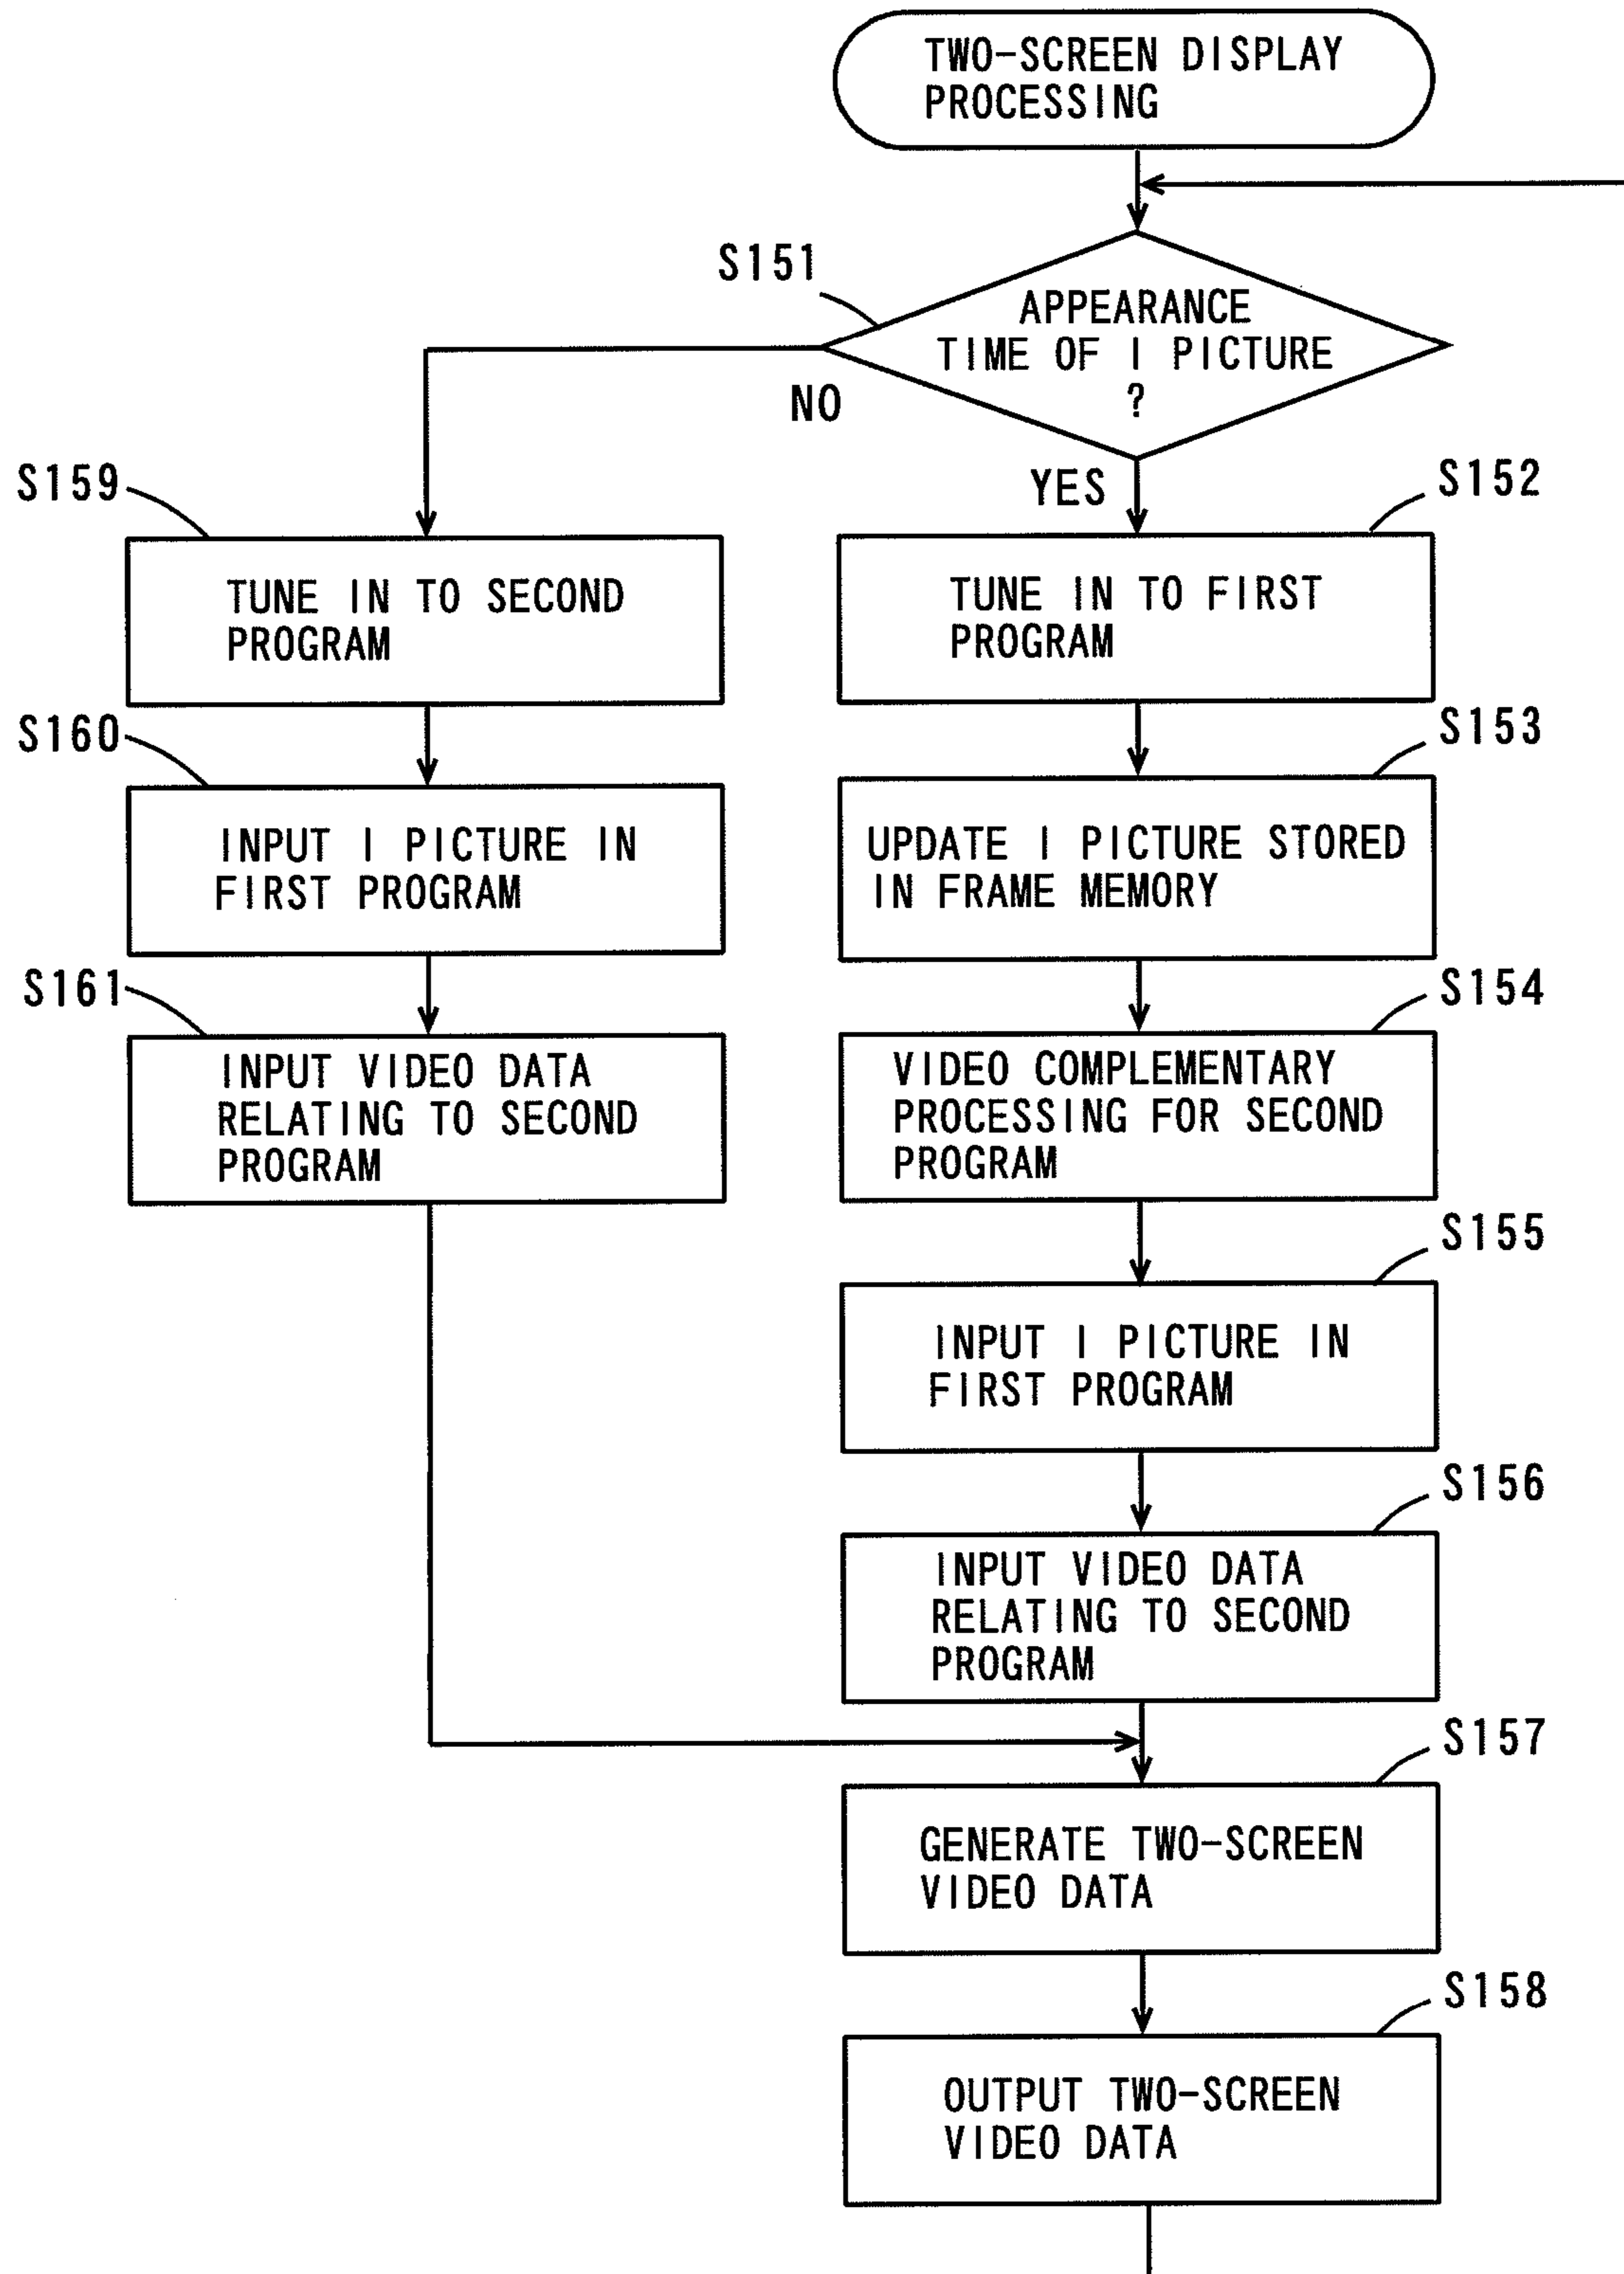 TWO-SCREEN DISPLAY
PROCESSING
S151
APPEARANCE
TIME OF I PICTURE
?
NO
YES
S159
TUNE IN TO SECOND
PROGRAM
S160
INPUT I PICTURE IN
FIRST PROGRAM
S161
INPUT VIDEO DATA
RELATING TO SECOND
PROGRAM
S152
TUNE IN TO FIRST
PROGRAM
S153
UPDATE I PICTURE STORED
IN FRAME MEMORY
S154
VIDEO COMPLEMENTARY
PROCESSING FOR SECOND
PROGRAM
S155
INPUT I PICTURE IN
FIRST PROGRAM
S156
INPUT VIDEO DATA
RELATING TO SECOND
PROGRAM
S157
GENERATE TWO-SCREEN
VIDEO DATA
S158
OUTPUT TWO-SCREEN
VIDEO DATA